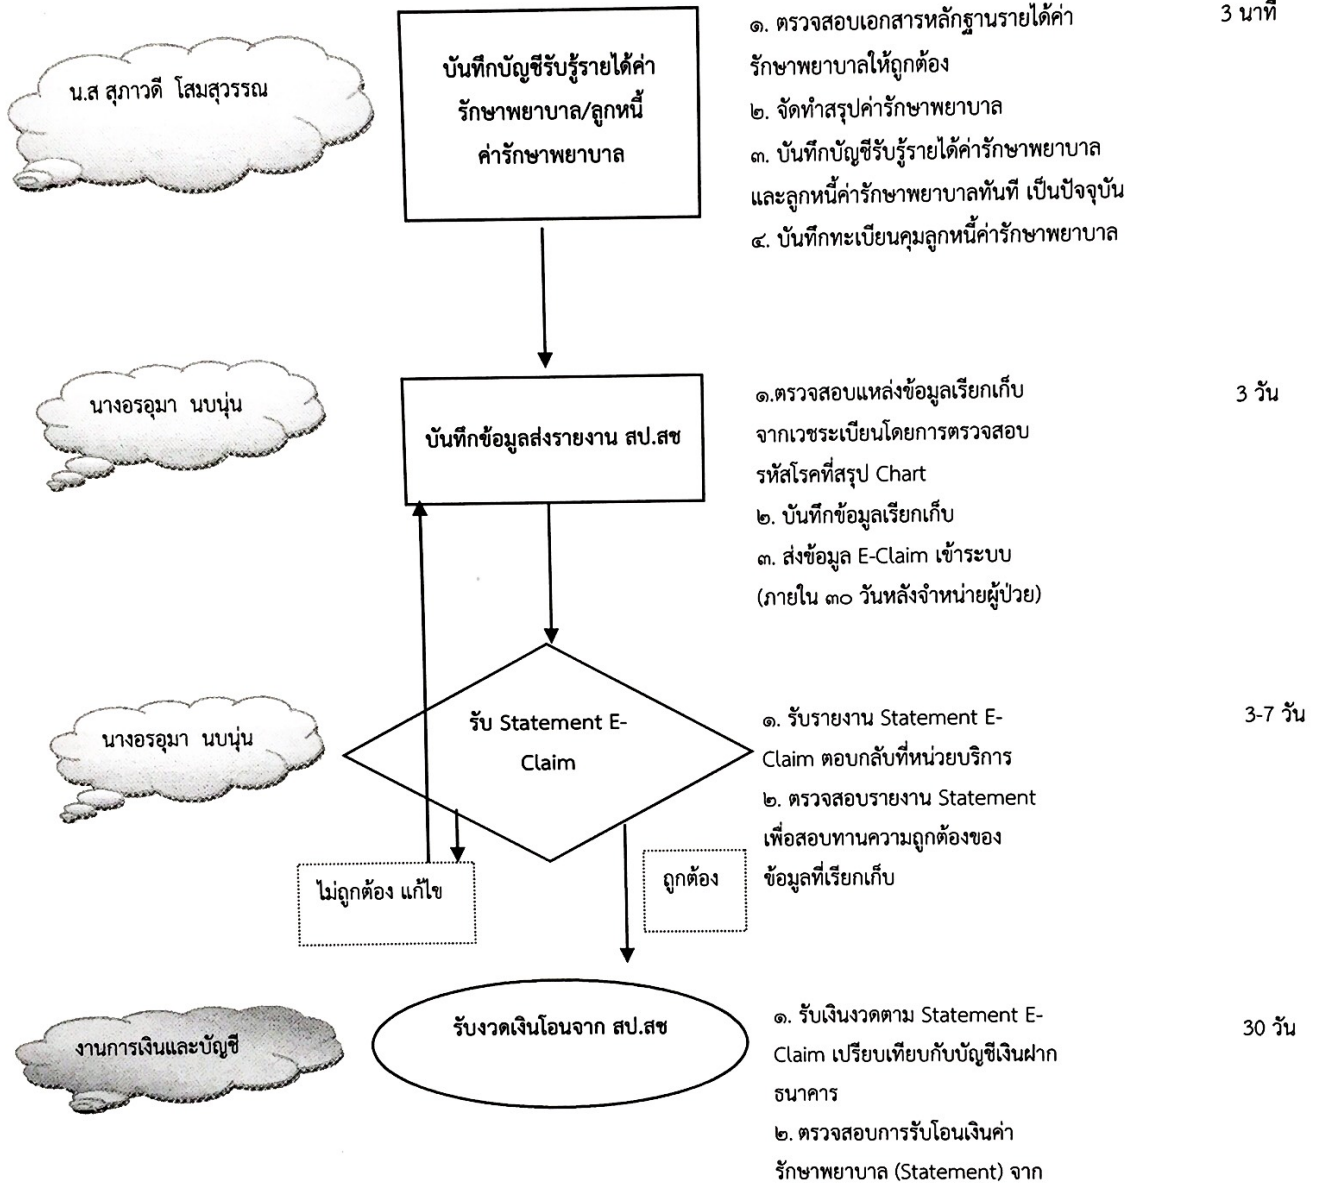 น.ส สุภาวดี  โสมสุวรรณ
บันทึกบัญชีรับรู้รายได้ค่า
รักษาพยาบาล/ลูกหนี้
ค่ารักษาพยาบาล
๑. ตรวจสอบเอกสารหลักฐานรายได้ค่า
รักษาพยาบาลให้ถูกต้อง
๒. จัดทำสรุปค่ารักษาพยาบาล
๓. บันทึกบัญชีรับรู้รายได้ค่ารักษาพยาบาล
และลูกหนี้ค่ารักษาพยาบาลทันที เป็นปัจจุบัน
๔. บันทึกทะเบียนคุมลูกหนี้ค่ารักษาพยาบาล
3 นาที
นางอรอุมา  นบนุ่น
บันทึกข้อมูลส่งรายงาน สป.สช
๑.ตรวจสอบแหล่งข้อมูลเรียกเก็บ
จากเวชระเบียนโดยการตรวจสอบ
รหัสโรคที่สรุป Chart
๒. บันทึกข้อมูลเรียกเก็บ
๓. ส่งข้อมูล E-Claim เข้าระบบ
(ภายใน ๓๐ วันหลังจำหน่ายผู้ป่วย)
3 วัน
นางอรอุมา  นบนุ่น
รับ Statement E-
Claim
๑. รับรายงาน Statement E-
Claim ตอบกลับที่หน่วยบริการ
๒. ตรวจสอบรายงาน Statement
เพื่อสอบทานความถูกต้องของ
ข้อมูลที่เรียกเก็บ
3-7 วัน
ไม่ถูกต้อง แก้ไข
ถูกต้อง
งานการเงินและบัญชี
รับงวดเงินโอนจาก สป.สช
๑. รับเงินงวดตาม Statement E-
Claim เปรียบเทียบกับบัญชีเงินฝาก
ธนาคาร
๒. ตรวจสอบการรับโอนเงินค่า
รักษาพยาบาล (Statement) จาก
30 วัน